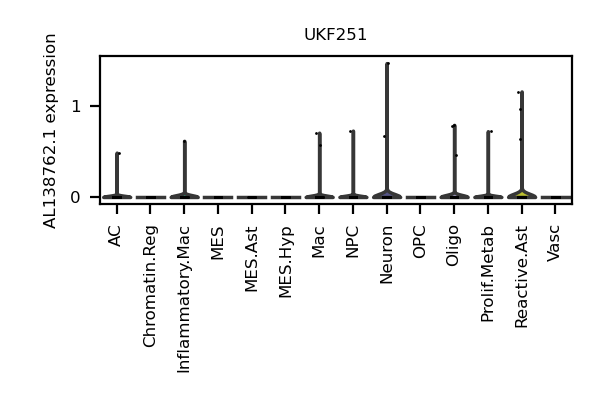 UKF251
AL138762.1 expression
1
0
AC
Chromatin.Reg
Inflammatory.Mac
MES
MES.Ast
MES.Hyp
Mac
NPC
Neuron
OPC
Oligo
Prolif.Metab
Reactive.Ast
Vasc